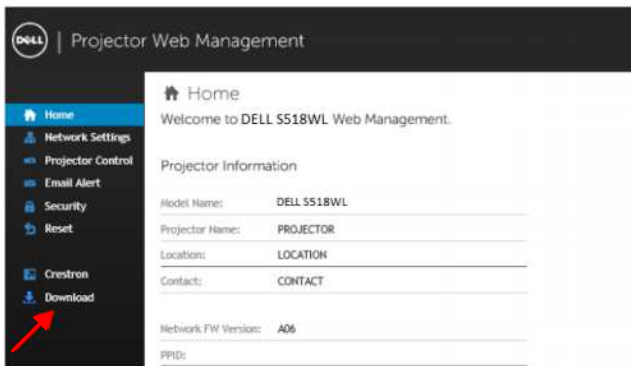 DELL | Projector Web Management
Home
Network Settings
Projector Control
Email Alert
Security
Reset
Crestron
Download
Home
Welcome to DELL S518WL Web Management.
Projector Information
Model Name: DELL S518WL
Projector Name: PROJECTOR
Location: LOCATION
Contact: CONTACT
Network FW Version: A06
PPID: